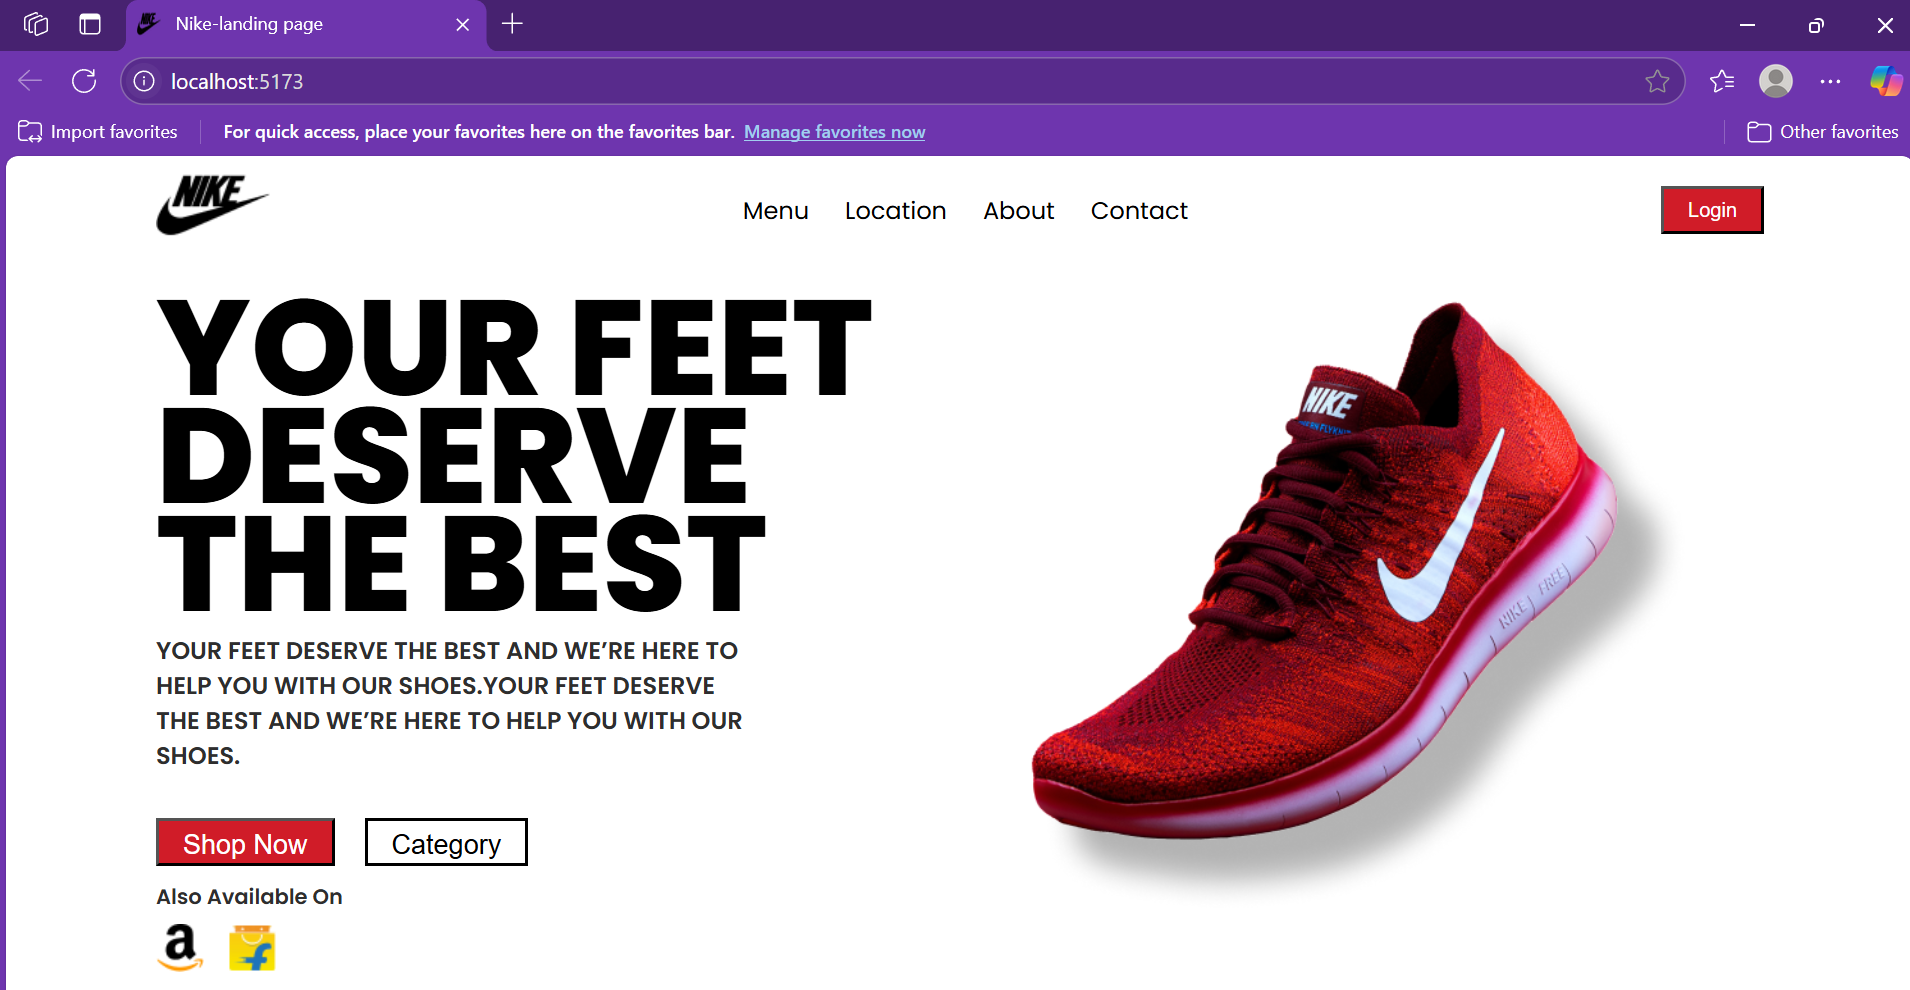 Nike-landing page
localhost:5173
Import favorites For quick access, place your favorites here on the favorites bar. Manage favorites now Other favorites
NIKE
Menu Location About Contact
Login
YOUR FEET
DESERVE
THE BEST
YOUR FEET DESERVE THE BEST AND WE’RE HERE TO
HELP YOU WITH OUR SHOES.YOUR FEET DESERVE
THE BEST AND WE’RE HERE TO HELP YOU WITH OUR
SHOES.
Shop Now Category
Also Available On
a f
NIKE
NIKE FREE